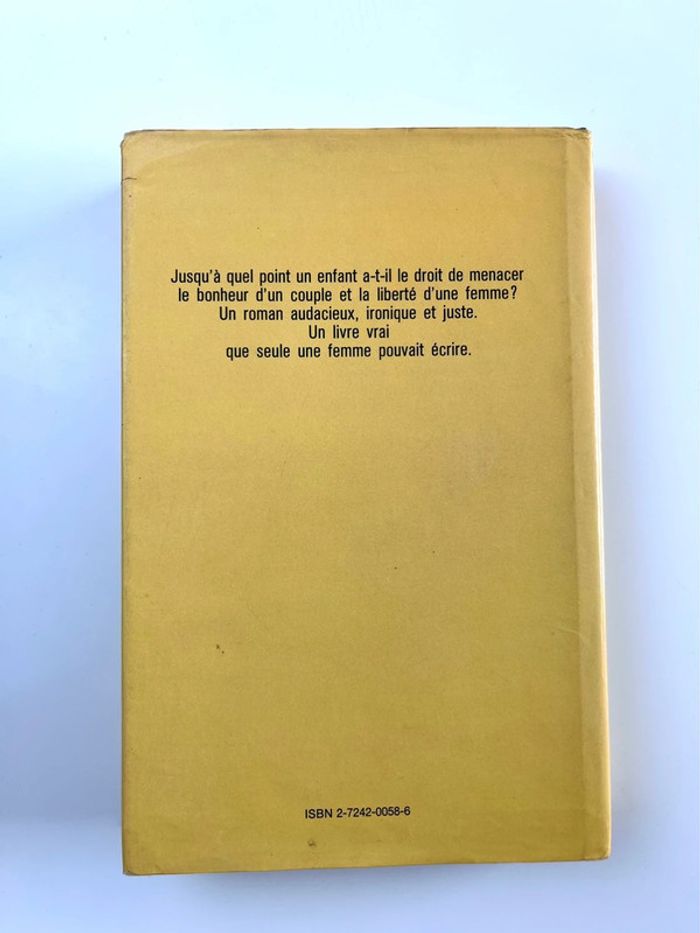 Jusqu'à quel point un enfant a-t-il le droit de menacer
le bonheur d'un couple et la liberté d'une femme?
Un roman audacieux, ironique et juste.
Un livre vrai
que seule une femme pouvait écrire.
ISBN 2-7242-0058-6